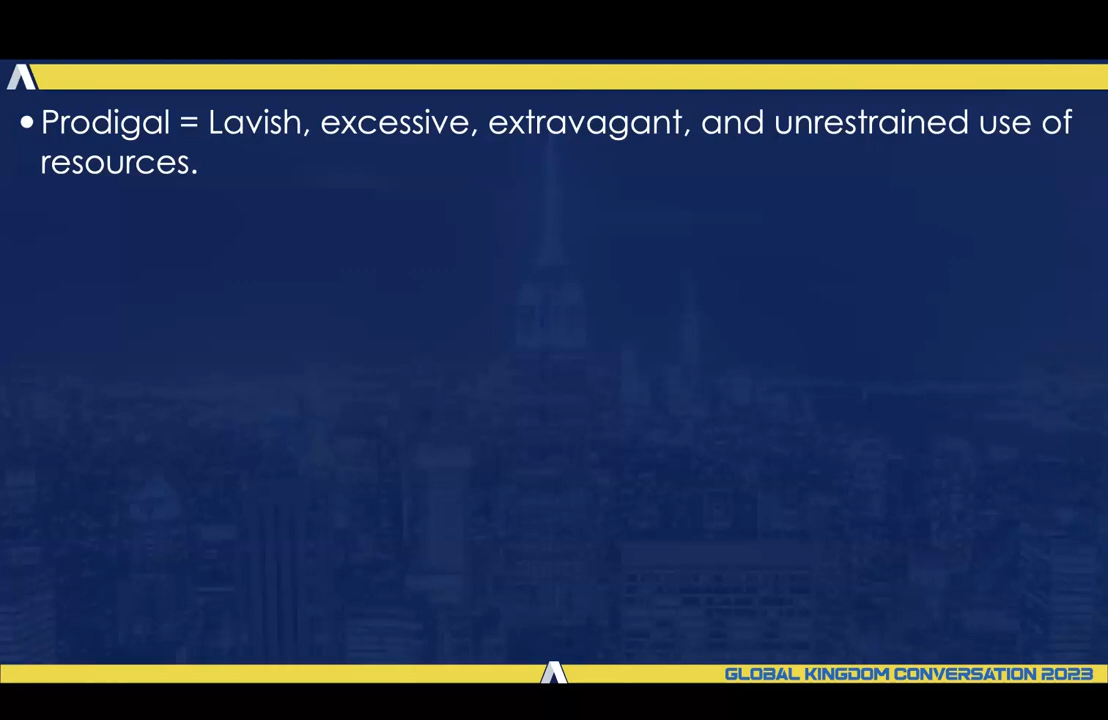 •Prodigal = Lavish, excessive, extravagant, and unrestrained use of
resources.
GLOBAL KINGDOM CONVERSATION 2023